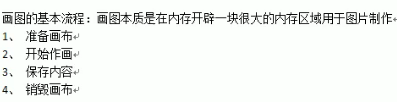 画图的基本流程：画图本质是在内存开辟一块很大的内存区域用于图片制作
1、 准备画布
2、 开始作画
3、 保存内容
4、 销毁画布